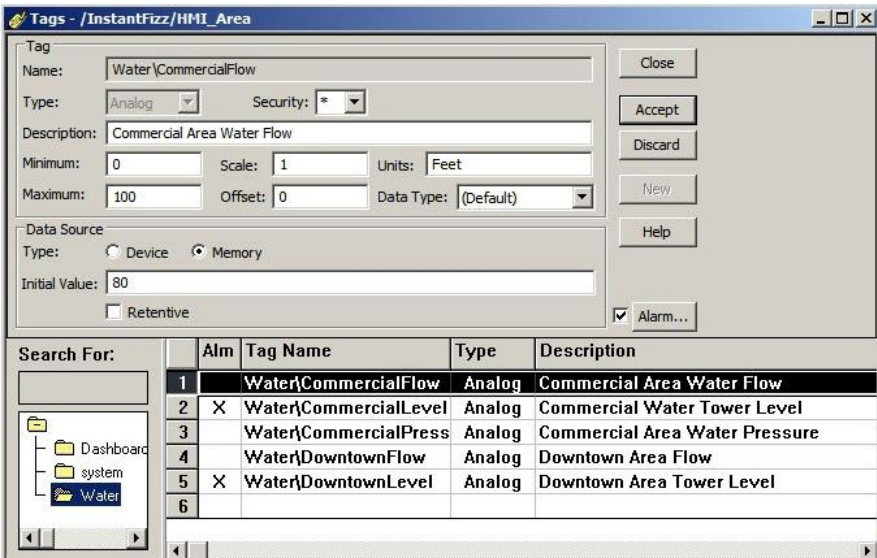 Tags - /InstantFizz/HMI_Area
Tag
Name: Water\CommercialFlow
Type: Analog Security: *
Description: Commercial Area Water Flow
Minimum: 0 Scale: 1 Units: Feet
Maximum: 100 Offset: 0 Data Type: (Default)
Data Source
Type: Device Memory
Initial Value: 80
Retentive
Close
Accept
Discard
New
Help
Alarm...
Search For:
Dashboard
system
Water
Alm Tag Name Type Description
1 Water\CommercialFlow Analog Commercial Area Water Flow
2 X Water\CommercialLevel Analog Commercial Water Tower Level
3 Water\CommercialPress Analog Commercial Area Water Pressure
4 Water\DowntownFlow Analog Downtown Area Flow
5 X Water\DowntownLevel Analog Downtown Area Tower Level
6